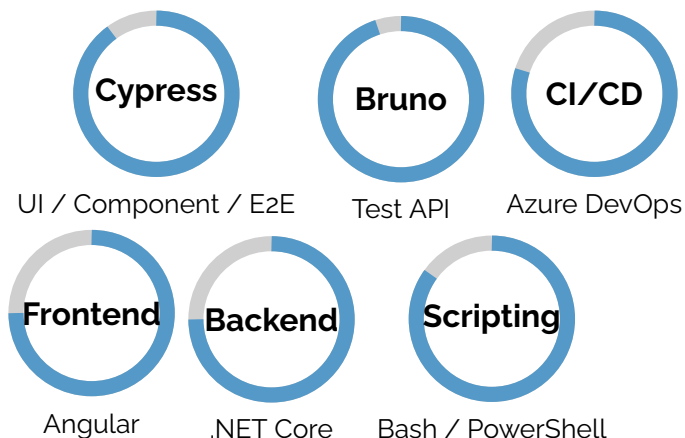 Cypress
UI / Component / E2E
Bruno
Test API
CI/CD
Azure DevOps
Frontend
Angular
Backend
.NET Core
Scripting
Bash / PowerShell